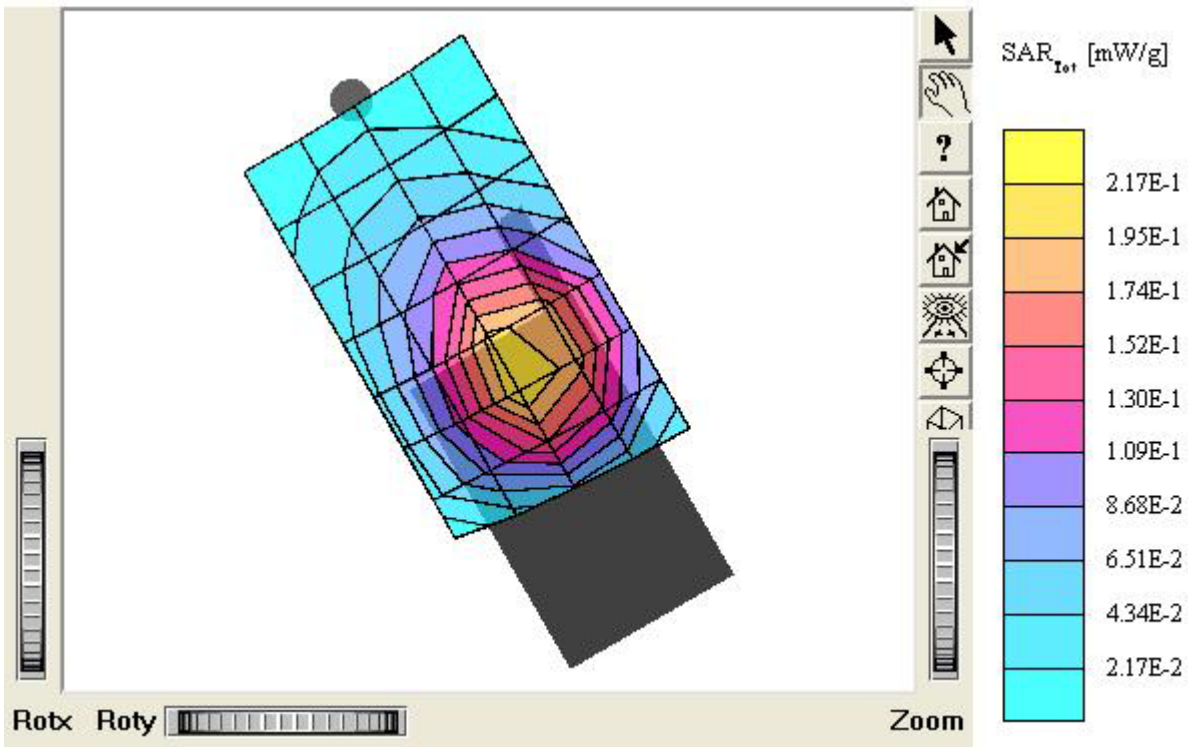 SAR_Tot [mW/g]
?
2.17E-1
1.95E-1
1.74E-1
1.52E-1
1.30E-1
1.09E-1
8.68E-2
6.51E-2
4.34E-2
2.17E-2
Rotx Roty Zoom